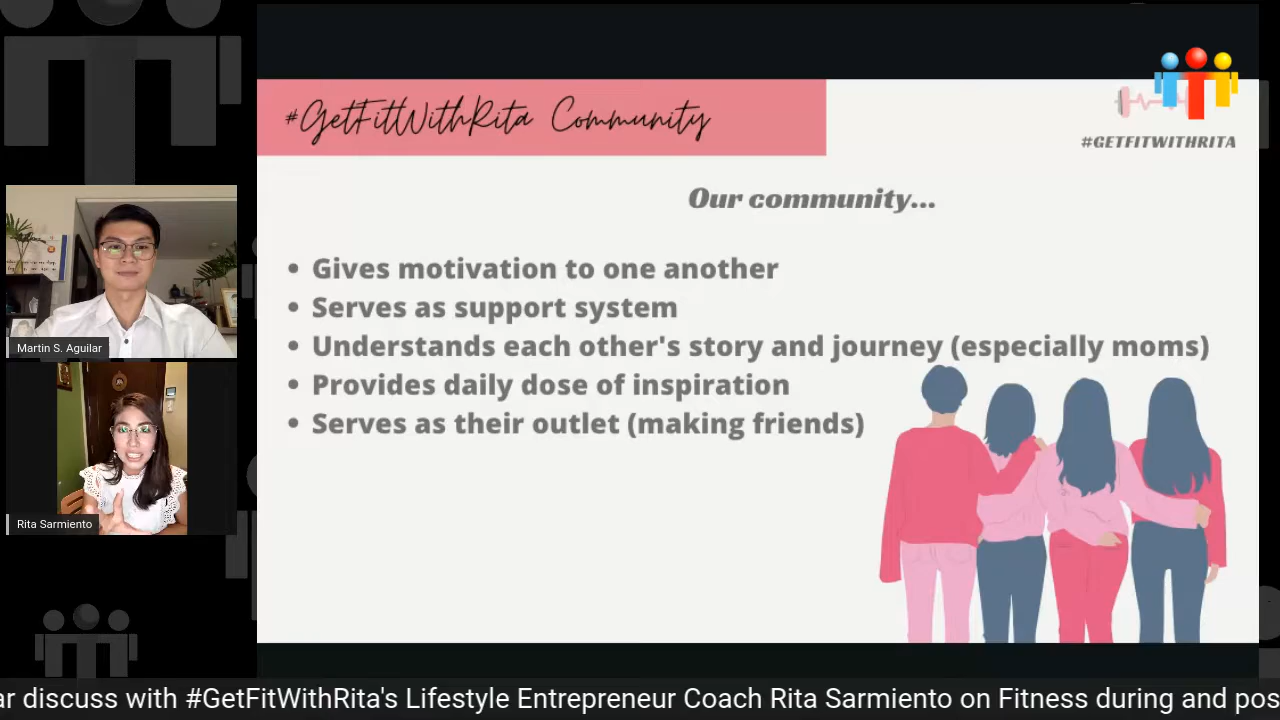 #GetFitWithRita Community
#GETFITWITHRITA
Our community...
• Gives motivation to one another
• Serves as support system
• Understands each other's story and journey (especially moms)
• Provides daily dose of inspiration
• Serves as their outlet (making friends)
Martin S. Aguilar
Rita Sarmiento
ar discuss with #GetFitWithRita's Lifestyle Entrepreneur Coach Rita Sarmiento on Fitness during and pos